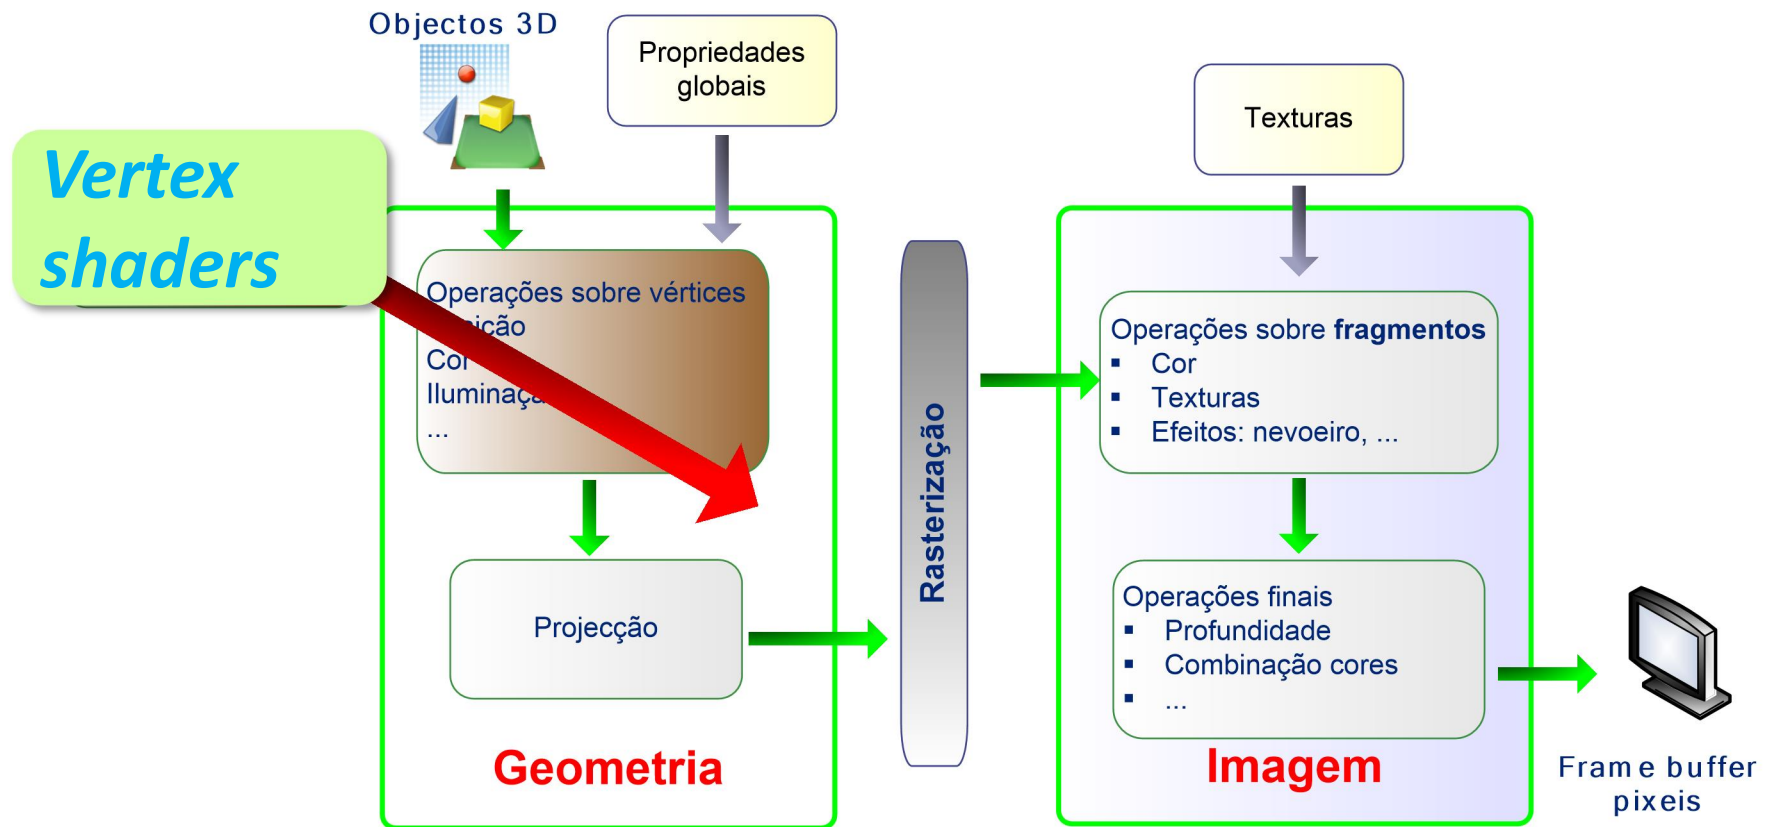 Objectos 3D
Propriedades
globais
Texturas
Vertex
shaders
Operações sobre vértices
Cor
...
Projecção
Geometria
Rasterização
Operações sobre fragmentos
▪ Cor
▪ Texturas
▪ Efeitos: nevoeiro, ...
Operações finais
▪ Profundidade
▪ Combinação cores
▪ ...
Imagem
Frame buffer
pixeis